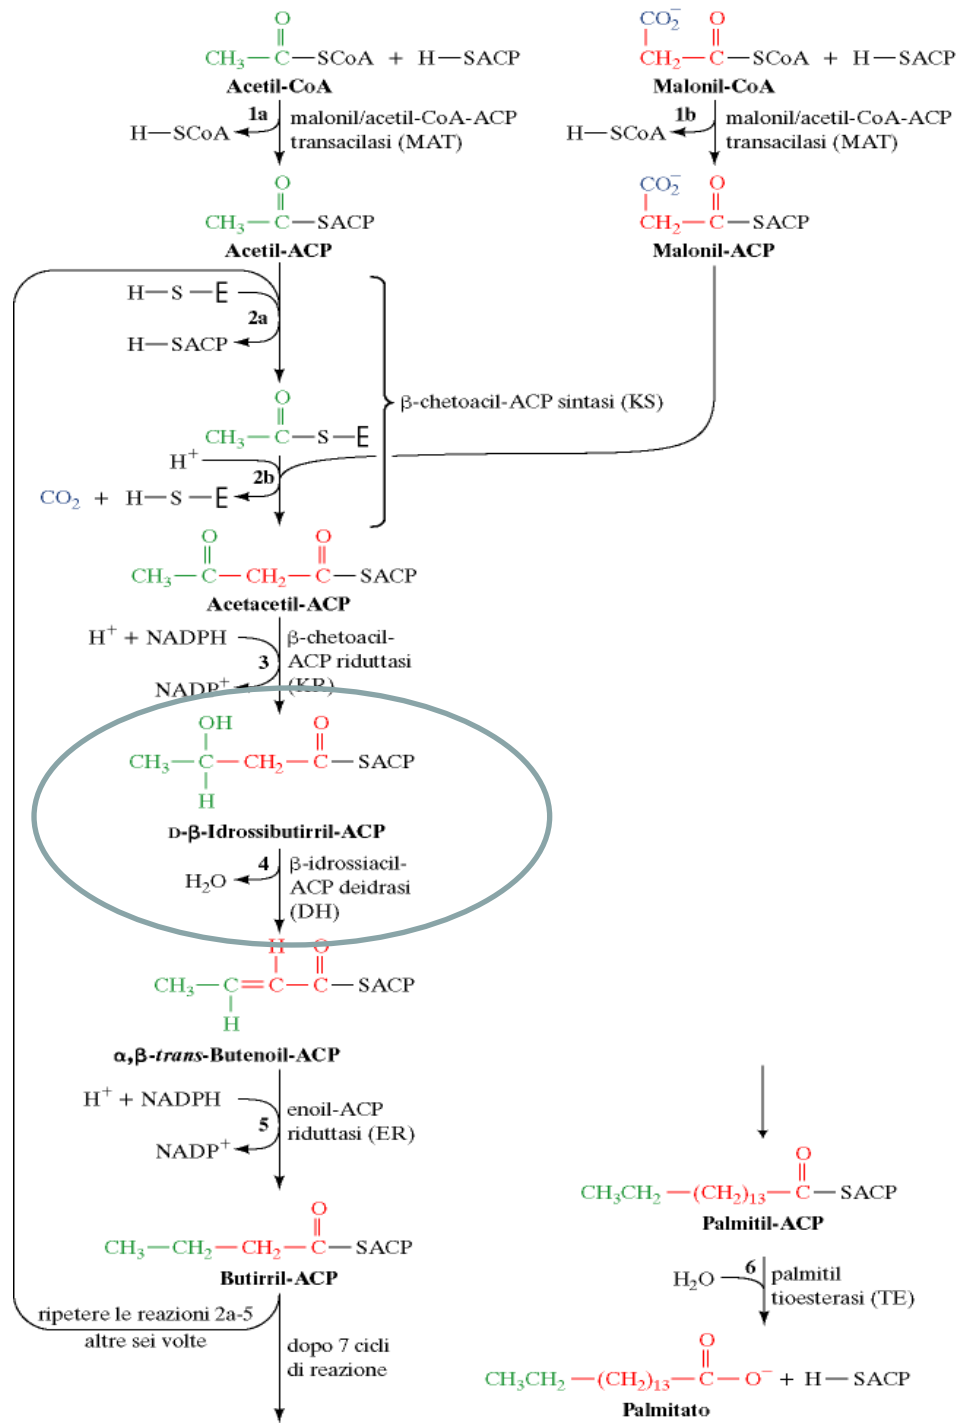 O
CH3—C—SCoA + H—SACP
Acetil-CoA
1a
malonil/acetil-CoA-ACP
transacilasi (MAT)
H—SCoA
O
CH3—C—SACP
Acetil-ACP
CO2− O
CH2—C—SCoA + H—SACP
Malonil-CoA
1b
malonil/acetil-CoA-ACP
transacilasi (MAT)
H—SCoA
CO2− O
CH2—C—SACP
Malonil-ACP
H—S—E
2a
H—SACP
O
CH3—C—S—E
β-chetoacil-ACP sintasi (KS)
H+
2b
CO2 + H—S—E
O O
CH3—C—CH2—C—SACP
Acetacetil-ACP
H+ + NADPH
3
β-chetoacil-
ACP riduttasi
(KR)
NADP+
OH O
CH3—C—CH2—C—SACP
H
D-β-Idrossibutirril-ACP
4
β-idrossiacil-
ACP deidrasi
(DH)
H2O
H O
CH3—C=C—C—SACP
H
α,β-trans-Butenoil-ACP
H+ + NADPH
5
enoil-ACP
riduttasi (ER)
NADP+
O
CH3—CH2—CH2—C—SACP
Butirril-ACP
ripetere le reazioni 2a-5
altre sei volte
dopo 7 cicli
di reazione
O
CH3CH2—(CH2)13—C—SACP
Palmitil-ACP
6
H2O
palmitil
tioesterasi (TE)
O
CH3CH2—(CH2)13—C—O− + H—SACP
Palmitato